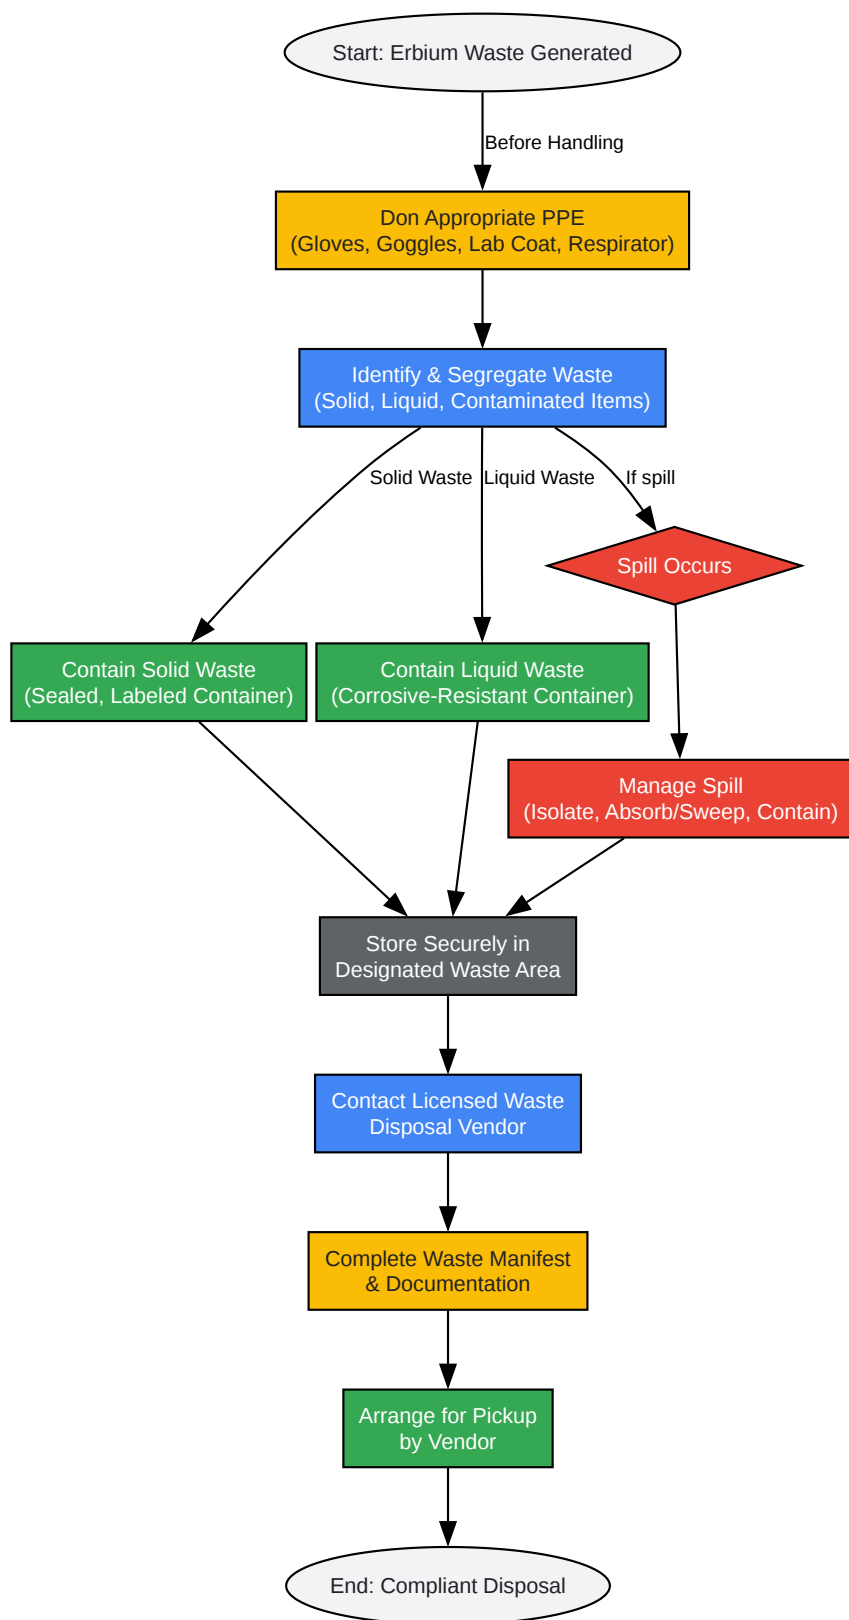 Start: Erbium Waste Generated
Before Handling
Don Appropriate PPE
(Gloves, Goggles, Lab Coat, Respirator)
Identify & Segregate Waste
(Solid, Liquid, Contaminated Items)
Solid Waste
Liquid Waste
If spill
Spill Occurs
Contain Solid Waste
(Sealed, Labeled Container)
Contain Liquid Waste
(Corrosive-Resistant Container)
Manage Spill
(Isolate, Absorb/Sweep, Contain)
Store Securely in
Designated Waste Area
Contact Licensed Waste
Disposal Vendor
Complete Waste Manifest
& Documentation
Arrange for Pickup
by Vendor
End: Compliant Disposal